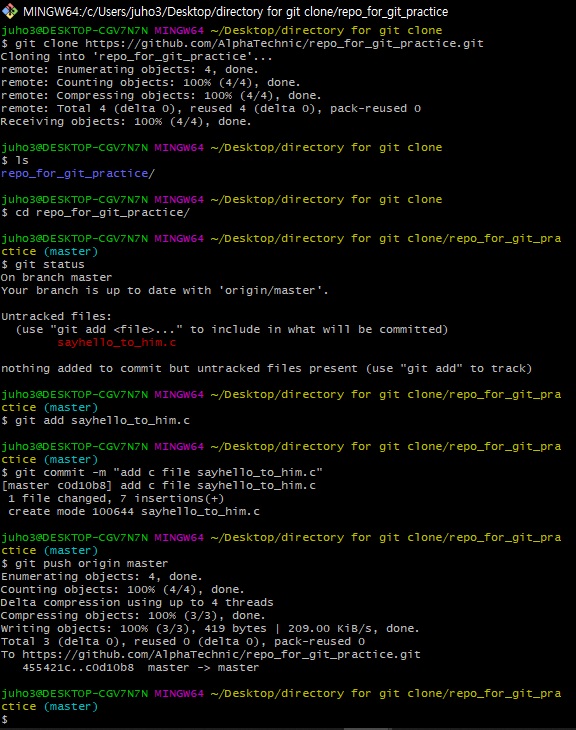 MINGW64:/c/Users/juho3/Desktop/directory for git clone/repo_for_git_practice
juho3@DESKTOP-CGV7N7N MINGW64 ~/Desktop/directory for git clone
$ git clone https://github.com/AlphaTechnic/repo_for_git_practice.git
Cloning into 'repo_for_git_practice'...
remote: Enumerating objects: 4, done.
remote: Counting objects: 100% (4/4), done.
remote: Compressing objects: 100% (4/4), done.
remote: Total 4 (delta 0), reused 4 (delta 0), pack-reused 0
Receiving objects: 100% (4/4), done.
juho3@DESKTOP-CGV7N7N MINGW64 ~/Desktop/directory for git clone
$ ls
repo_for_git_practice/
juho3@DESKTOP-CGV7N7N MINGW64 ~/Desktop/directory for git clone
$ cd repo_for_git_practice/
juho3@DESKTOP-CGV7N7N MINGW64 ~/Desktop/directory for git clone/repo_for_git_pra
ctice (master)
$ git status
On branch master
Your branch is up to date with 'origin/master'.
Untracked files:
  (use "git add <file>..." to include in what will be committed)
        sayhello_to_him.c
nothing added to commit but untracked files present (use "git add" to track)
juho3@DESKTOP-CGV7N7N MINGW64 ~/Desktop/directory for git clone/repo_for_git_pra
ctice (master)
$ git add sayhello_to_him.c
juho3@DESKTOP-CGV7N7N MINGW64 ~/Desktop/directory for git clone/repo_for_git_pra
ctice (master)
$ git commit -m "add c file sayhello_to_him.c"
[master c0d10b8] add c file sayhello_to_him.c
 1 file changed, 7 insertions(+)
 create mode 100644 sayhello_to_him.c
juho3@DESKTOP-CGV7N7N MINGW64 ~/Desktop/directory for git clone/repo_for_git_pra
ctice (master)
$ git push origin master
Enumerating objects: 4, done.
Counting objects: 100% (4/4), done.
Delta compression using up to 4 threads
Compressing objects: 100% (3/3), done.
Writing objects: 100% (3/3), 419 bytes | 209.00 KiB/s, done.
Total 3 (delta 0), reused 0 (delta 0), pack-reused 0
To https://github.com/AlphaTechnic/repo_for_git_practice.git
   455421c..c0d10b8  master -> master
juho3@DESKTOP-CGV7N7N MINGW64 ~/Desktop/directory for git clone/repo_for_git_pra
ctice (master)
$